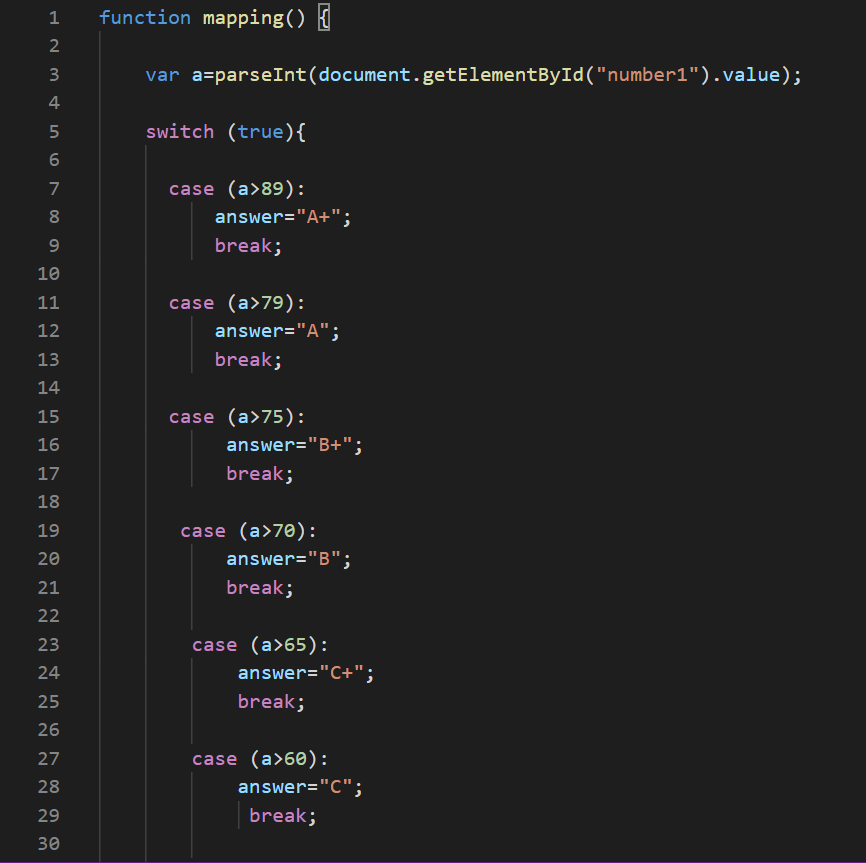 1 function mapping() {
2
3 var a=parseInt(document.getElementById("number1").value);
4
5 switch (true){
6
7 case (a>89):
8 answer="A+";
9 break;
10
11 case (a>79):
12 answer="A";
13 break;
14
15 case (a>75):
16 answer="B+";
17 break;
18
19 case (a>70):
20 answer="B";
21 break;
22
23 case (a>65):
24 answer="C+";
25 break;
26
27 case (a>60):
28 answer="C";
29 break;
30